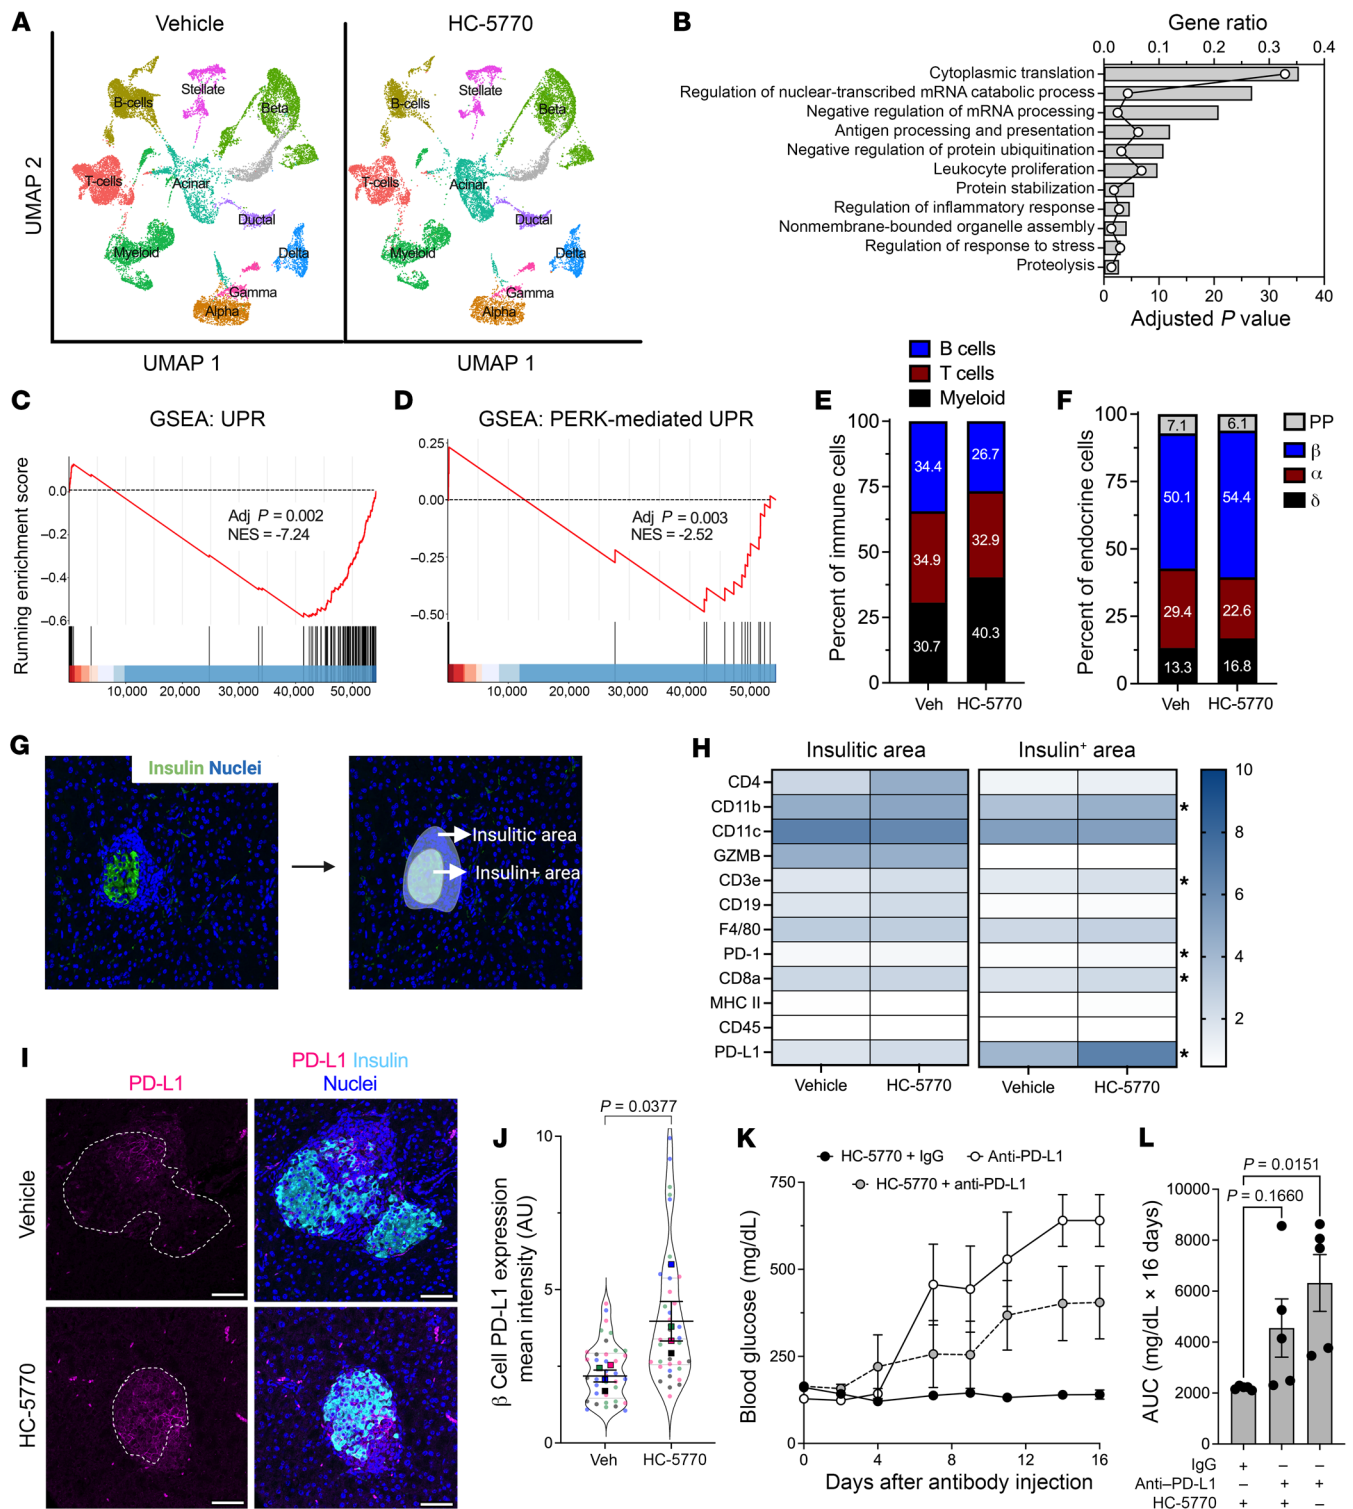 A
Vehicle
HC-5770
B-cells
Stellate
Beta
T-cells
Acinar
Ductal
Myeloid
Delta
Gamma
Alpha
B-cells
Stellate
Beta
T-cells
Acinar
Ductal
Myeloid
Delta
Gamma
Alpha
UMAP 2
UMAP 1
UMAP 1
B
Gene ratio
0.0 0.1 0.2 0.3 0.4
Cytoplasmic translation
Regulation of nuclear-transcribed mRNA catabolic process
Negative regulation of mRNA processing
Antigen processing and presentation
Negative regulation of protein ubiquitination
Leukocyte proliferation
Protein stabilization
Regulation of inflammatory response
Nonmembrane-bounded organelle assembly
Regulation of response to stress
Proteolysis
0 10 20 30 40
Adjusted P value
C
GSEA: UPR
Running enrichment score
0.0
−0.2
−0.4
−0.6
Adj P = 0.002
NES = -7.24
10,000 20,000 30,000 40,000 50,000
D
GSEA: PERK-mediated UPR
0.25
0.00
−0.25
−0.50
Adj P = 0.003
NES = -2.52
10,000 20,000 30,000 40,000 50,000
E
B cells
T cells
Myeloid
Percent of immune cells
100
75
50
25
0
34.4
34.9
30.7
26.7
32.9
40.3
Veh HC-5770
F
Percent of endocrine cells
100
75
50
25
0
7.1
50.1
29.4
13.3
6.1
54.4
22.6
16.8
Veh HC-5770
PP
β
α
δ
G
Insulin Nuclei
Insulitic area
Insulin+ area
H
Insulitic area
Insulin+ area
CD4
CD11b
CD11c
GZMB
CD3e
CD19
F4/80
PD-1
CD8a
MHC II
CD45
PD-L1
*
*
*
*
*
Vehicle HC-5770
Vehicle HC-5770
10
8
6
4
2
I
PD-L1
PD-L1 Insulin
Nuclei
Vehicle
HC-5770
J
P = 0.0377
β Cell PD-L1 expression
mean intensity (AU)
10
5
0
Veh HC-5770
K
HC-5770 + IgG
Anti-PD-L1
HC-5770 + anti-PD-L1
Blood glucose (mg/dL)
750
500
250
0
0 4 8 12 16
Days after antibody injection
L
P = 0.0151
P = 0.1660
AUC (mg/dL × 16 days)
10000
8000
6000
4000
2000
0
IgG + – –
Anti–PD-L1 – + +
HC-5770 + + –